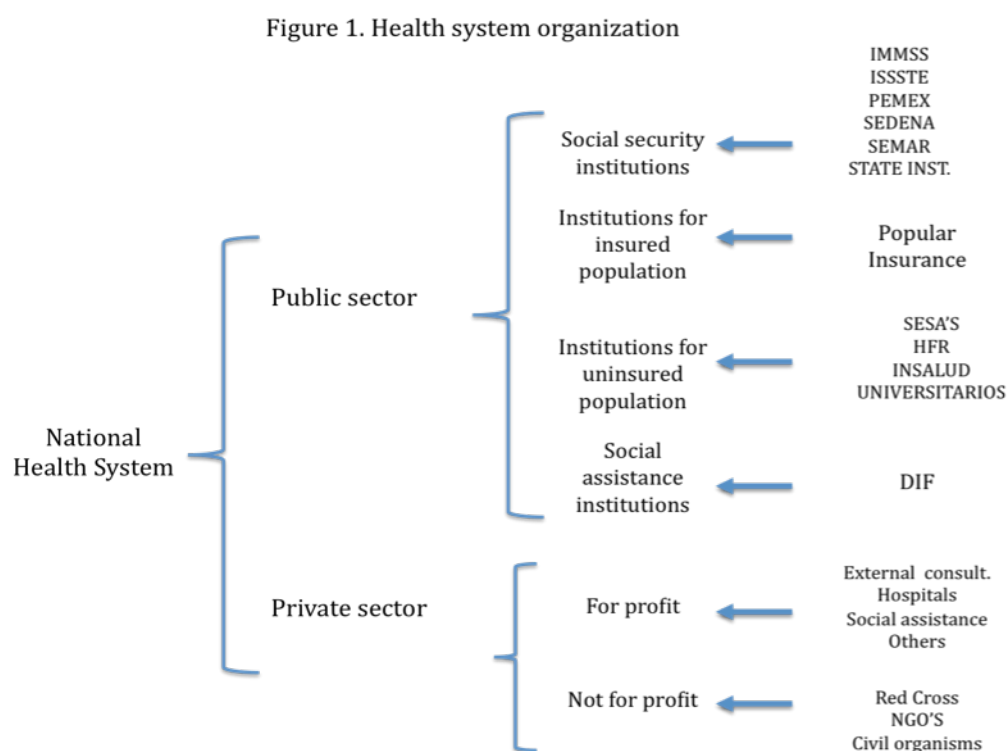 Figure 1. Health system organization
National
Health System
Public sector
Social security
institutions
IMMSS
ISSSTE
PEMEX
SEDENA
SEMAR
STATE INST.
Institutions for
insured
population
Popular
Insurance
Institutions for
uninsured
population
SESA'S
HFR
INSALUD
UNIVERSITARIOS
Social
assistance
institutions
DIF
Private sector
For profit
External consult.
Hospitals
Social assistance
Others
Not for profit
Red Cross
NGO'S
Civil organisms